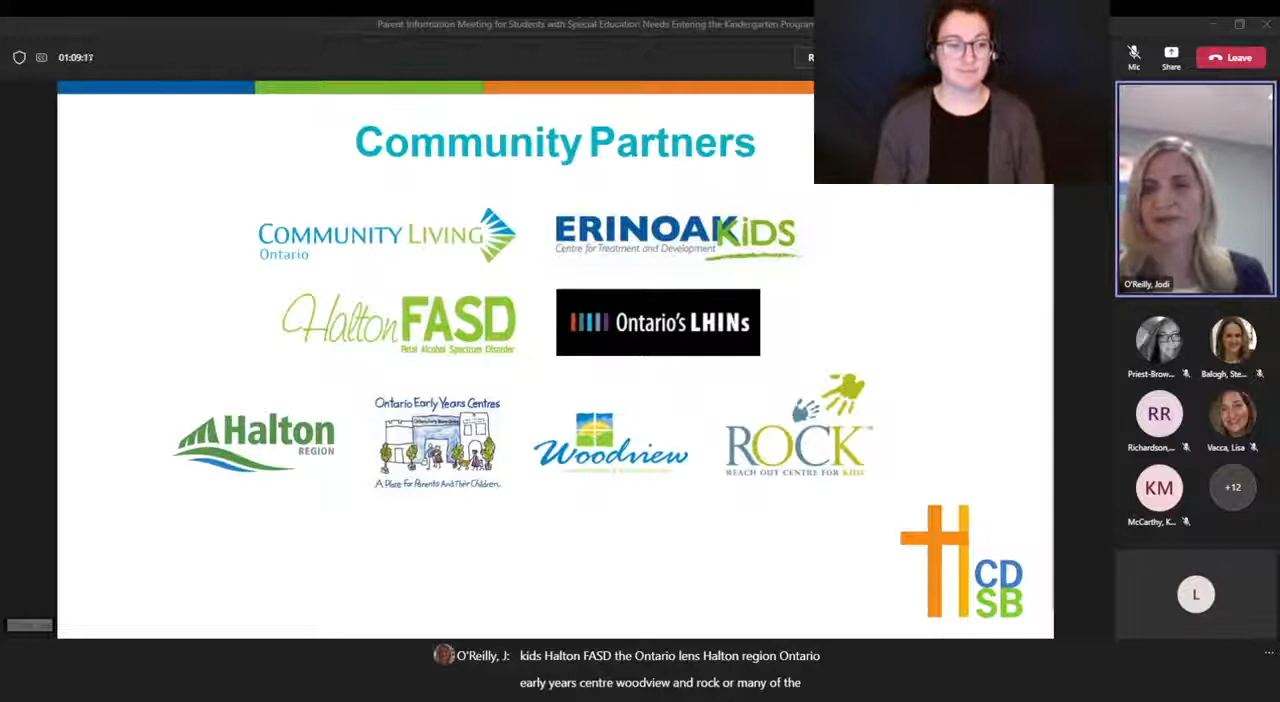 Parent Information Meeting for Students with Special Education Needs Entering the Kindergarten Program
01:09:17
R
Mic
Share
Leave
Community Partners
COMMUNITY LIVING
Ontario
ERINOAKKiDS
Centre for Treatment and Development
O'Reilly, Jodi
Halton FASD
Fetal Alcohol Spectrum Disorder
Ontario's LHINs
Priest-Brow...
Balogh, Ste...
Ontario Early Years Centres
A Place for Parents And Their Children.
Halton
REGION
Woodview
ROCK
REACH OUT CENTRE FOR KIDS
RR
Richardson,...
Vacca, Lisa
KM
+12
McCarthy, K...
CD
SB
L
O'Reilly, J: kids Halton FASD the Ontario lens Halton region Ontario
early years centre woodview and rock or many of the